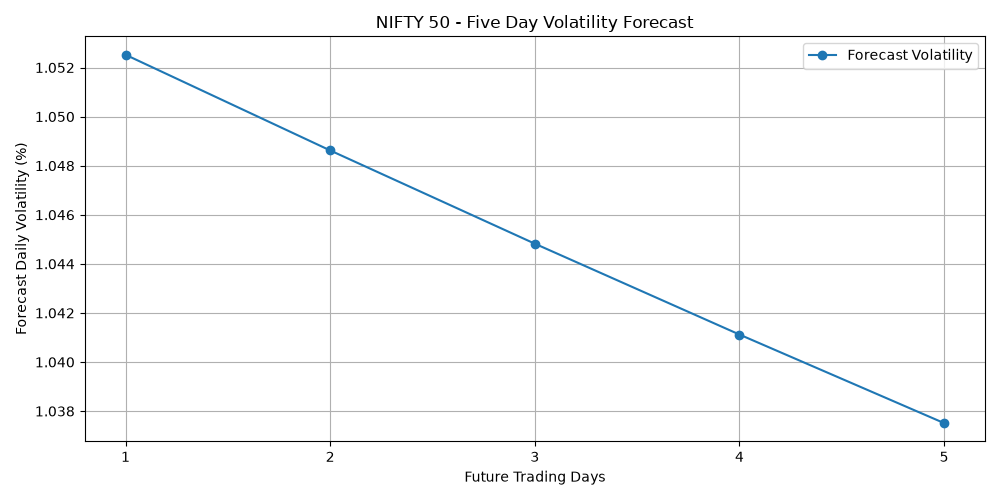 NIFTY 50 - Five Day Volatility Forecast
Forecast Volatility
Forecast Daily Volatility (%)
1.052
1.050
1.048
1.046
1.044
1.042
1.040
1.038
1 2 3 4 5
Future Trading Days